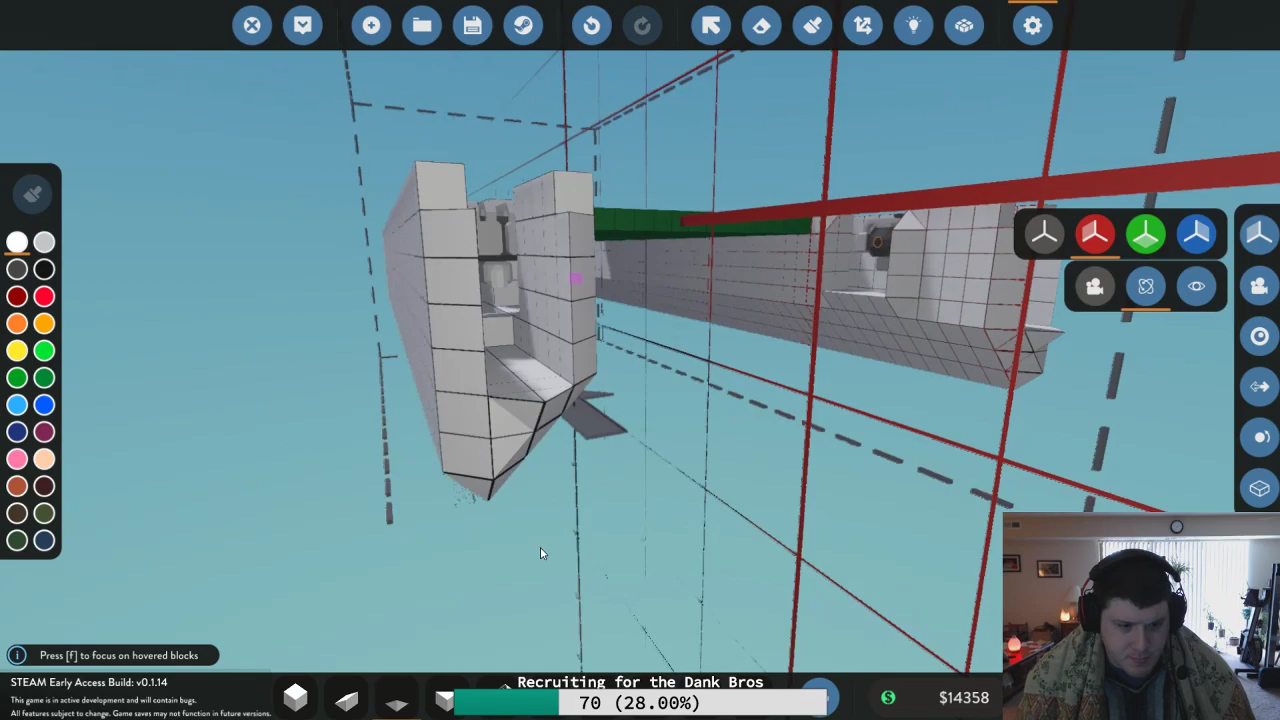 Press [f] to focus on hovered blocks
STEAM Early Access Build: v0.1.14
This game is in active development and will contain bugs.
All features subject to change. Game saves may not function in future versions.
Recruiting for the Dank Bros
70 (28.00%)
$14358